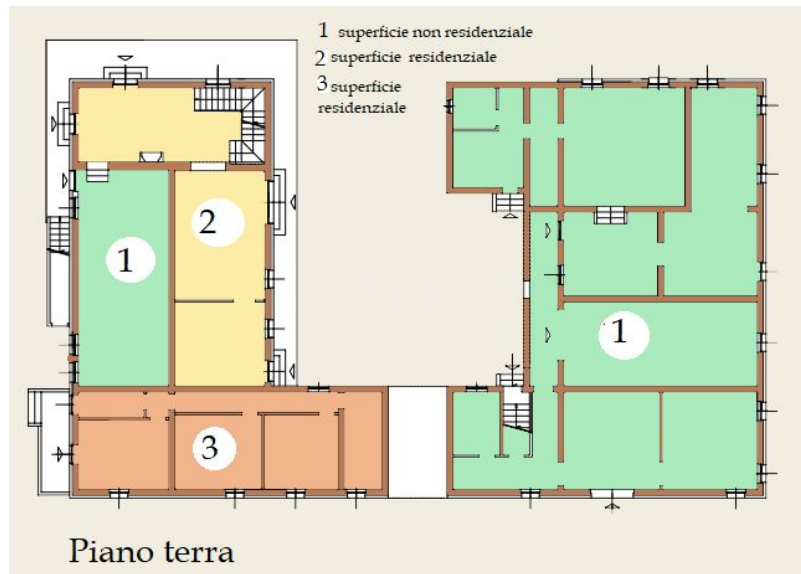 1 superficie non residenziale
2 superficie residenziale
3 superficie
residenziale
2
1
1
3
Piano terra